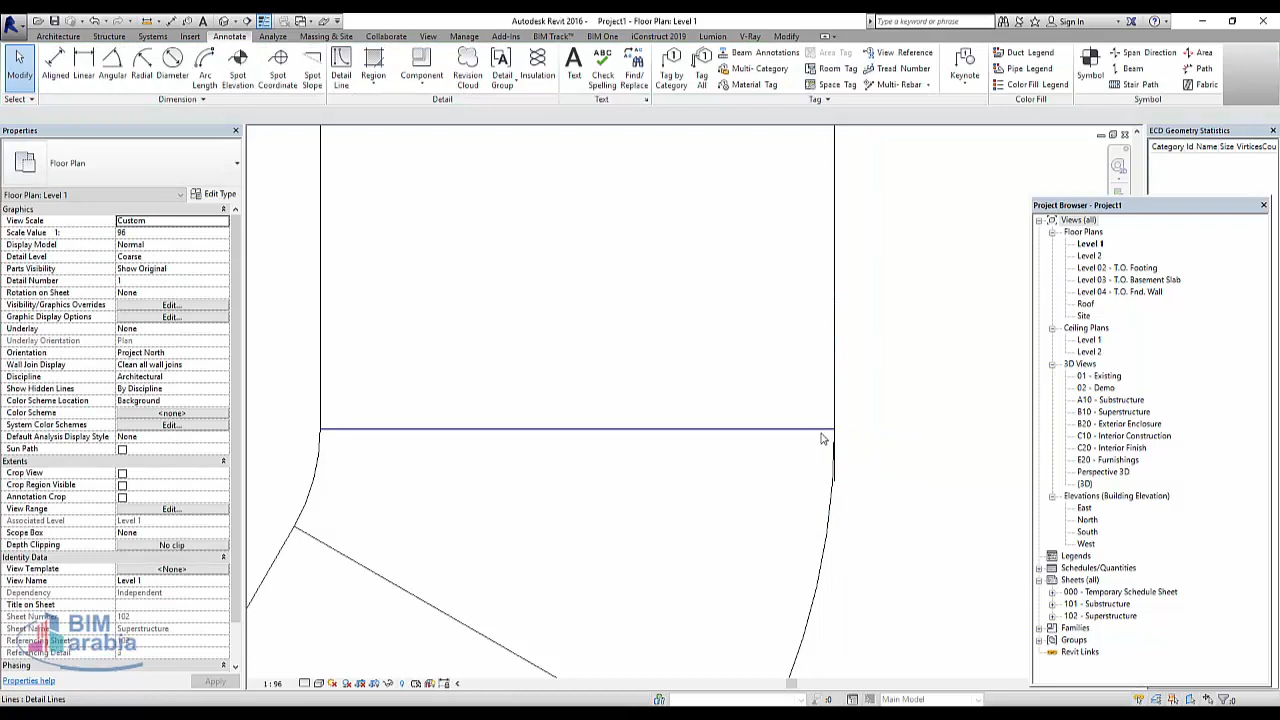 Autodesk Revit 2016 - Project1 - Floor Plan: Level 1
Type a keyword or phrase
Sign In
Architecture Structure Systems Insert Annotate Analyze Massing & Site Collaborate View Manage Add-Ins BIM Track™ BIM One iConstruct 2019 Lumion V-Ray Modify
Modify
Select
Aligned Linear Angular Radial Diameter Arc Length Spot Elevation Spot Coordinate Spot Slope
Dimension
Detail Line Region Component Revision Cloud Detail Group Insulation
Detail
Text Check Spelling Find/ Replace
Text
Tag by Category Tag All
Beam Annotations Area Tag View Reference
Multi- Category Room Tag Tread Number
Material Tag Space Tag Multi- Rebar
Tag
Keynote
Duct Legend
Pipe Legend
Color Fill Legend
Color Fill
Symbol
Span Direction Area
Beam Path
Stair Path Fabric
Symbol
Properties
Floor Plan
Floor Plan: Level 1 Edit Type
Graphics
View Scale Custom
Scale Value 1: 96
Display Model Normal
Detail Level Coarse
Parts Visibility Show Original
Detail Number 1
Rotation on Sheet None
Visibility/Graphics Overrides Edit...
Graphic Display Options Edit...
Underlay None
Underlay Orientation Plan
Orientation Project North
Wall Join Display Clean all wall joins
Discipline Architectural
Show Hidden Lines By Discipline
Color Scheme Location Background
Color Scheme <none>
System Color Schemes Edit...
Default Analysis Display Style None
Sun Path
Extents
Crop View
Crop Region Visible
Annotation Crop
View Range Edit...
Associated Level Level 1
Scope Box None
Depth Clipping No clip
Identity Data
View Template <None>
View Name Level 1
Dependency Independent
Title on Sheet
Sheet Num 102
Sheet Superstructure
Referencing Sheet
Referencing Detail
Phasing
BIM
arabia
Properties help Apply
1 : 96
ECD Geometry Statistics
Category Id Name Size VirticesCou
Project Browser - Project1
Views (all)
Floor Plans
Level 1
Level 2
Level 02 - T.O. Footing
Level 03 - T.O. Basement Slab
Level 04 - T.O. Fnd. Wall
Roof
Site
Ceiling Plans
Level 1
Level 2
3D Views
01 - Existing
02 - Demo
A10 - Substructure
B10 - Superstructure
B20 - Exterior Enclosure
C10 - Interior Construction
C20 - Interior Finish
E20 - Furnishings
Perspective 3D
{3D}
Elevations (Building Elevation)
East
North
South
West
Legends
Schedules/Quantities
Sheets (all)
000 - Temporary Schedule Sheet
101 - Substructure
102 - Superstructure
Families
Groups
Revit Links
Lines : Detail Lines
:0
Main Model
:0